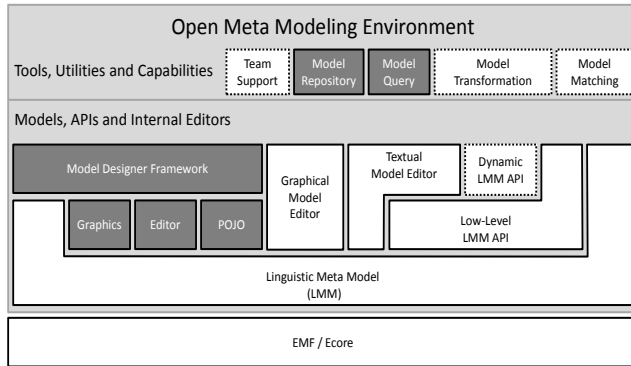 Open Meta Modeling Environment
Tools, Utilities and Capabilities
Team
Support
Model
Repository
Model
Query
Model
Transformation
Model
Matching
Models, APIs and Internal Editors
Model Designer Framework
Graphics
Editor
POJO
Graphical
Model
Editor
Textual
Model Editor
Dynamic
LMM API
Low-Level
LMM API
Linguistic Meta Model
(LMM)
EMF / Ecore